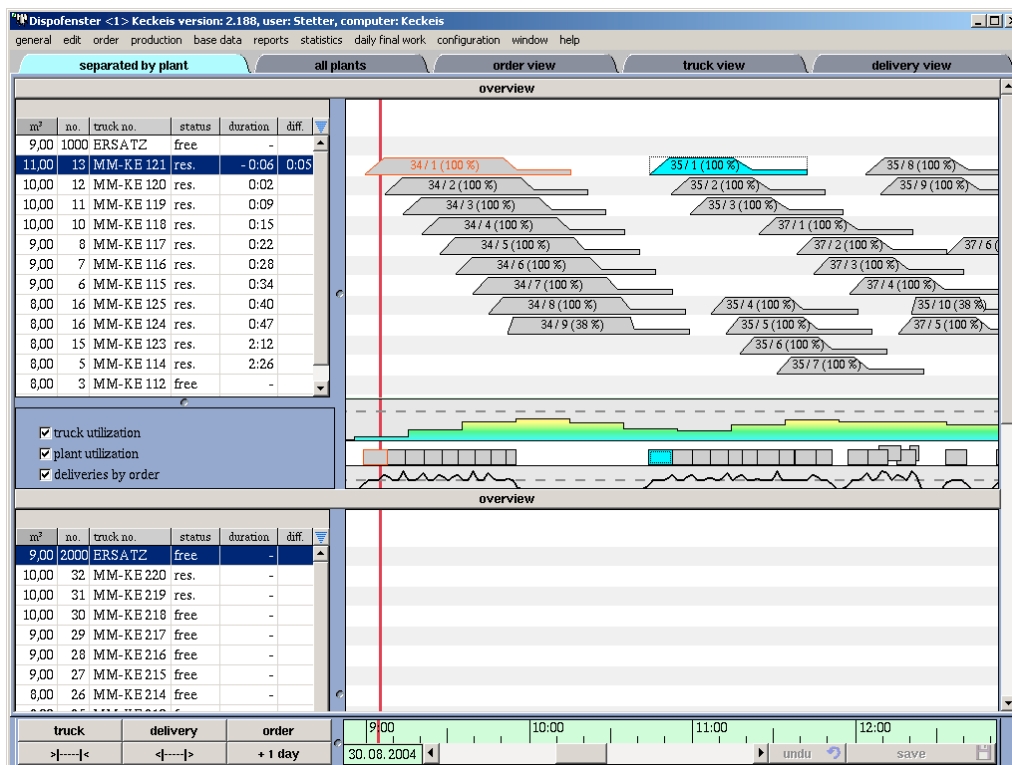 Dispofenster <1> Keckeis version: 2.188, user: Stetter, computer: Keckeis
general edit order production base data reports statistics daily final work configuration window help
separated by plant all plants order view truck view delivery view
overview
m³ no. truck no. status duration diff.
9,00 1000 ERSATZ free -
11,00 13 MM-KE 121 res. - 0:06 0:05 34 / 1 (100 %) 35 / 1 (100 %) 35 / 8 (100 %)
10,00 12 MM-KE 120 res. 0:02 34 / 2 (100 %) 35 / 2 (100 %) 35 / 9 (100 %)
10,00 11 MM-KE 119 res. 0:09 34 / 3 (100 %) 35 / 3 (100 %)
10,00 10 MM-KE 118 res. 0:15 34 / 4 (100 %) 37 / 1 (100 %)
9,00 8 MM-KE 117 res. 0:22 34 / 5 (100 %) 37 / 2 (100 %) 37 / 6 (
9,00 7 MM-KE 116 res. 0:28 34 / 6 (100 %) 37 / 3 (100 %)
9,00 6 MM-KE 115 res. 0:34 34 / 7 (100 %) 37 / 4 (100 %)
8,00 16 MM-KE 125 res. 0:40 34 / 8 (100 %) 35 / 4 (100 %) 35 / 10 (38 %)
8,00 16 MM-KE 124 res. 0:47 34 / 9 (38 %) 35 / 5 (100 %) 37 / 5 (100 %)
8,00 15 MM-KE 123 res. 2:12 35 / 6 (100 %)
8,00 5 MM-KE 114 res. 2:26 35 / 7 (100 %)
8,00 3 MM-KE 112 free -
truck utilization
plant utilization
deliveries by order
overview
m³ no. truck no. status duration diff.
9,00 2000 ERSATZ free -
10,00 32 MM-KE 220 res. -
10,00 31 MM-KE 219 res. -
10,00 30 MM-KE 218 free -
9,00 29 MM-KE 217 free -
9,00 28 MM-KE 216 free -
9,00 27 MM-KE 215 free -
8,00 26 MM-KE 214 free -
truck delivery order 9:00 10:00 11:00 12:00
>|-----|< <|-----|> + 1 day 30.08.2004 undu save